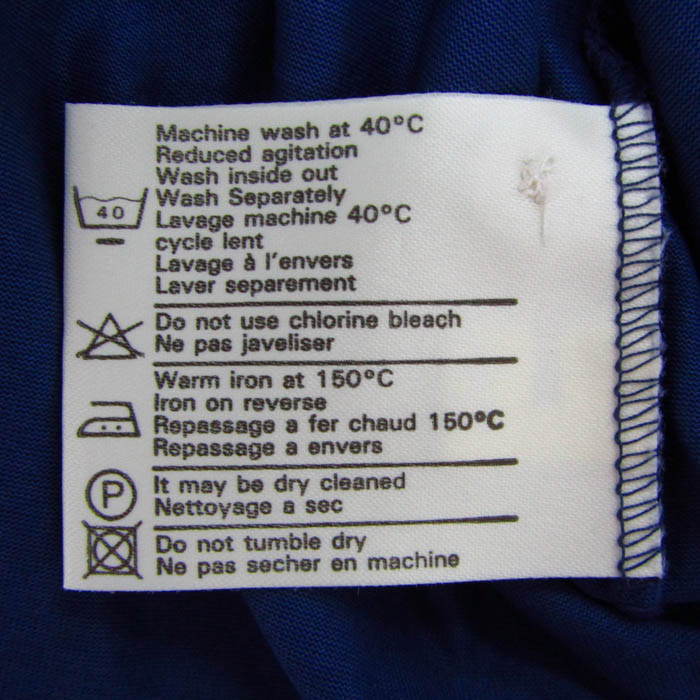 Machine wash at 40°C
Reduced agitation
Wash inside out
Wash Separately
Lavage machine 40°C
cycle lent
Lavage à l'envers
Laver separement
40
Do not use chlorine bleach
Ne pas javeliser
Warm iron at 150°C
Iron on reverse
Repassage a fer chaud 150°C
Repassage a envers
P
It may be dry cleaned
Nettoyage a sec
Do not tumble dry
Ne pas secher en machine